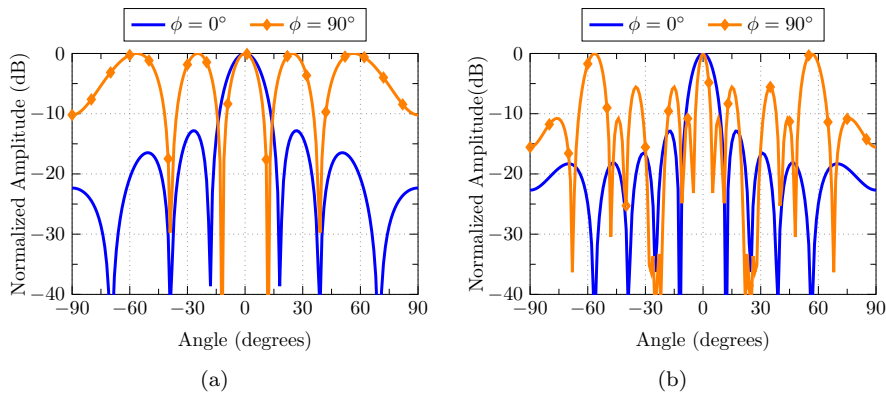 ϕ = 0° ϕ = 90°
Normalized Amplitude (dB)
0
−10
−20
−30
−40
−90 −60 −30 0 30 60 90
Angle (degrees)
(a)
ϕ = 0° ϕ = 90°
Normalized Amplitude(dB)
0
−10
−20
−30
−40
−90 −60 −30 0 30 60 90
Angle (degrees)
(b)